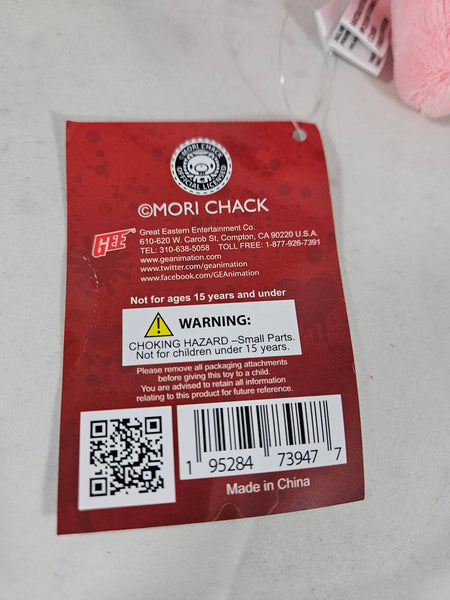 ©MORI CHACK
OFFICIAL LICENSED
©MORI CHACK
GEE
Great Eastern Entertainment Co.
610-620 W. Carob St, Compton, CA 90220 U.S.A.
TEL: 310-638-5058 TOLL FREE: 1-877-926-7391
www.geanimation.com
www.twitter.com/geanimation
www.facebook.com/GEAnimation
Not for ages 15 years and under
WARNING:
CHOKING HAZARD –Small Parts.
Not for children under 15 years.
Please remove all packaging attachments
before giving this toy to a child.
You are advised to retain all information
relating to this product for future reference.
1 95284 73947 7
Made in China